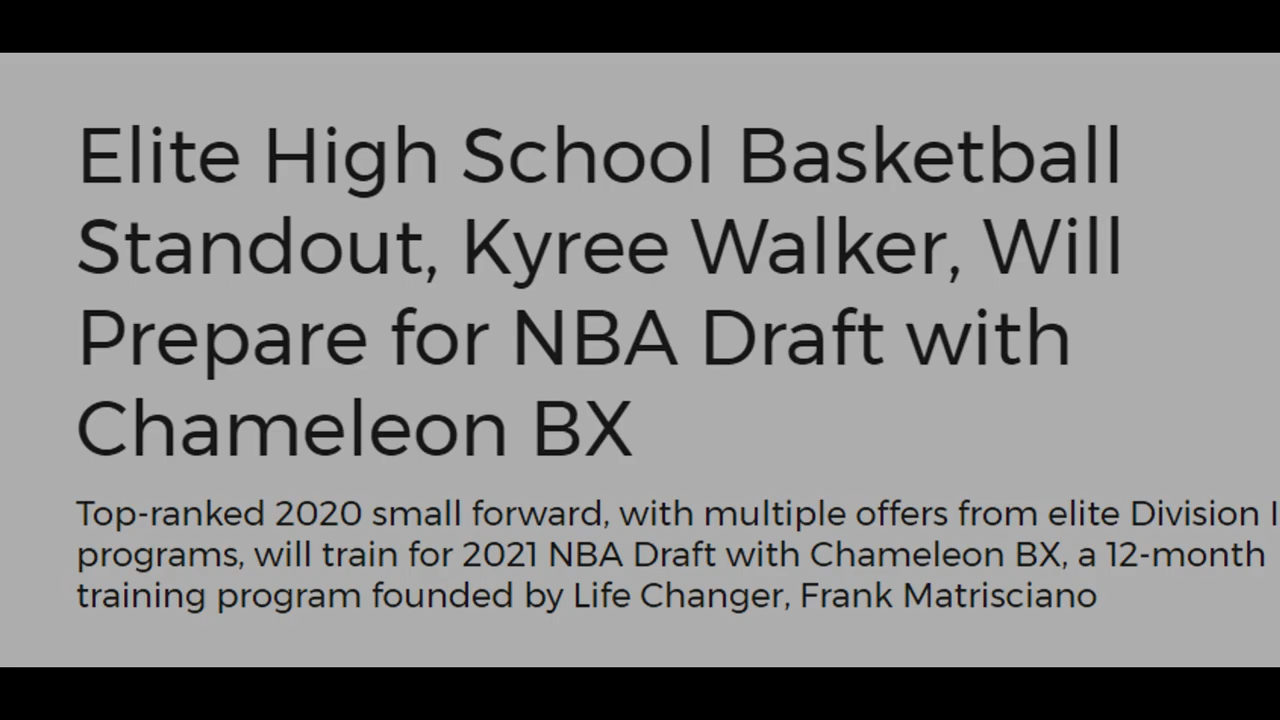 Elite High School Basketball
Standout, Kyree Walker, Will
Prepare for NBA Draft with
Chameleon BX
Top-ranked 2020 small forward, with multiple offers from elite Division I
programs, will train for 2021 NBA Draft with Chameleon BX, a 12-month
training program founded by Life Changer, Frank Matrisciano